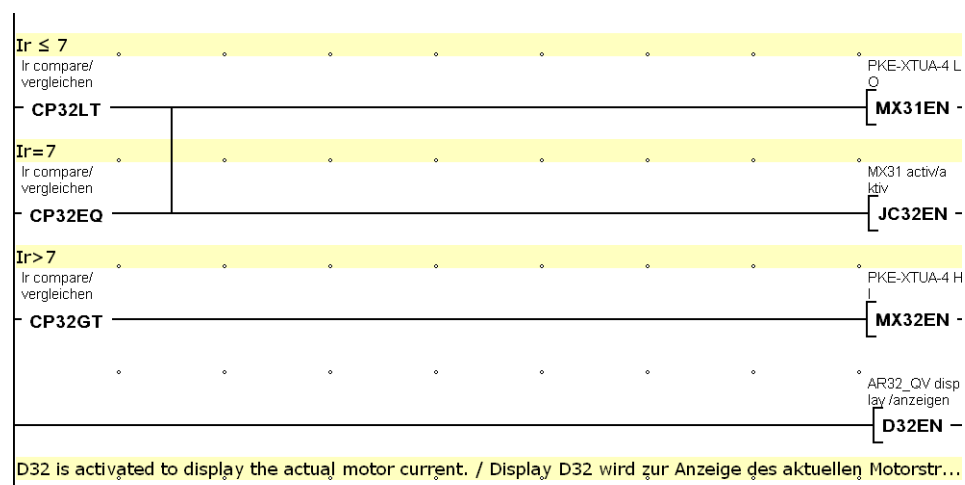 Ir ≤ 7
Ir compare/
vergleichen
PKE-XTUA-4 L
O
CP32LT
MX31EN
Ir=7
Ir compare/
vergleichen
MX31 activ/a
ktiv
CP32EQ
JC32EN
Ir>7
Ir compare/
vergleichen
PKE-XTUA-4 H
I
CP32GT
MX32EN
AR32_QV disp
lay /anzeigen
D32EN
D32 is activated to display the actual motor current. / Display D32 wird zur Anzeige des aktuellen Motorstr...